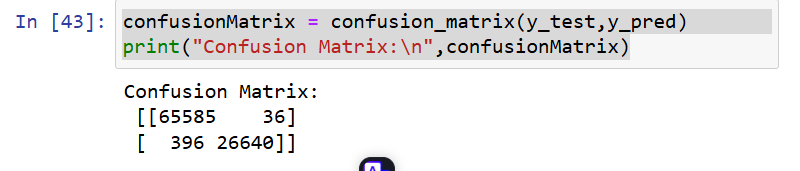 In [43]: confusionMatrix = confusion_matrix(y_test,y_pred)
print("Confusion Matrix:\n",confusionMatrix)
Confusion Matrix:
[[65585    36]
[  396 26640]]